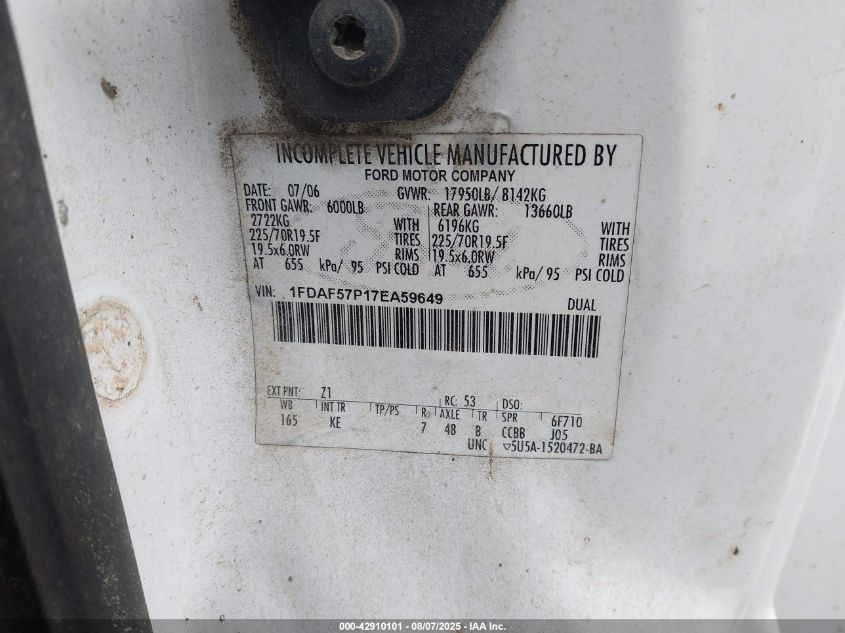 INCOMPLETE VEHICLE MANUFACTURED BY
FORD MOTOR COMPANY
DATE: 07/06 GVWR: 17950LB/ 8142KG
FRONT GAWR: 6000LB REAR GAWR: 13660LB
2722KG WITH 6196KG WITH
225/70R19.5F TIRES 225/70R19.5F TIRES
19.5x6.0RW RIMS 19.5x6.0RW RIMS
AT 655 kPa/ 95 PSI COLD AT 655 kPa/ 95 PSI COLD
VIN: 1FDAF57P17EA59649 DUAL
EXT PNT: Z1 RC: 53 DSO:
WB INT TR TP/PS R AXLE TR SPR 6F710
165 KE 7 48 B CCBB J05
UNC ▽5U5A-1520472-BA
000-42910101 - 08/07/2025 - IAA Inc.